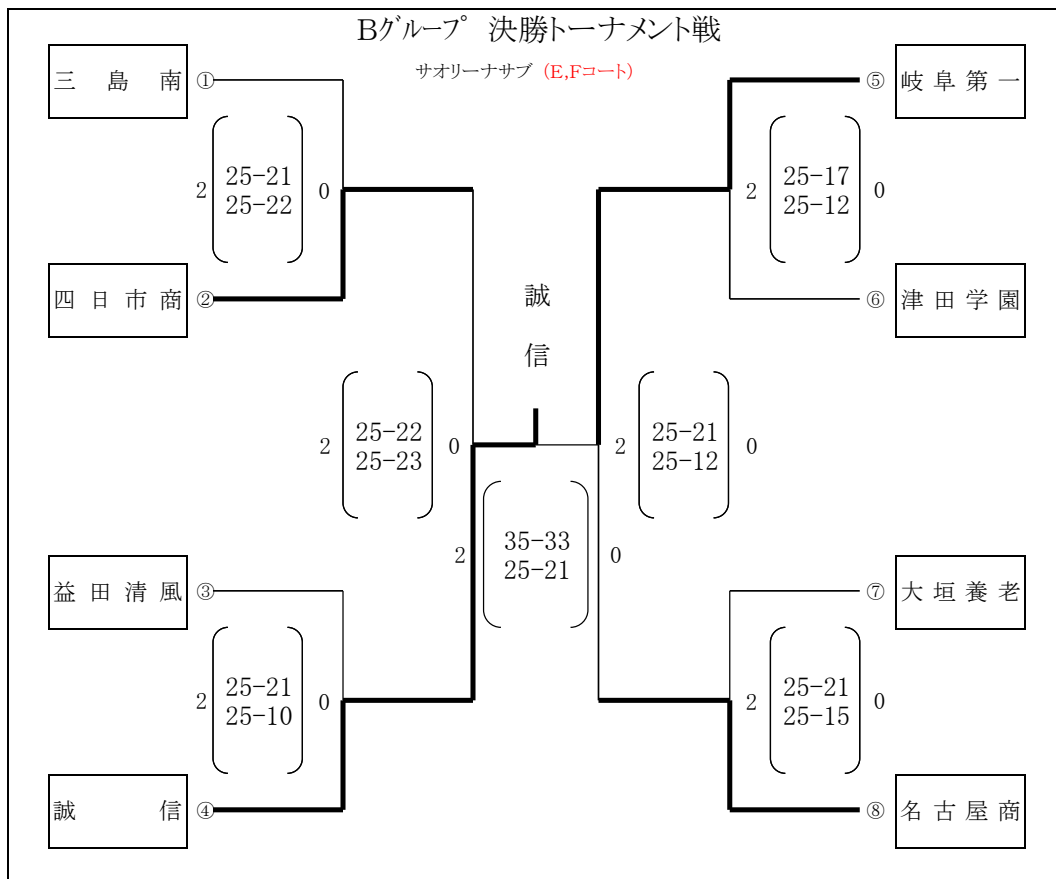 Bグループ 決勝トーナメント戦
サオリーナサブ (E,Fコート)
三島南 ①
⑤ 岐阜第一
2 25-21 0
25-22
2 25-17 0
25-12
四日市商 ②
⑥ 津田学園
誠
信
2 25-22 0
25-23
2 25-21 0
25-12
2 35-33 0
25-21
益田清風 ③
⑦ 大垣養老
2 25-21 0
25-10
2 25-21 0
25-15
誠信 ④
⑧ 名古屋商